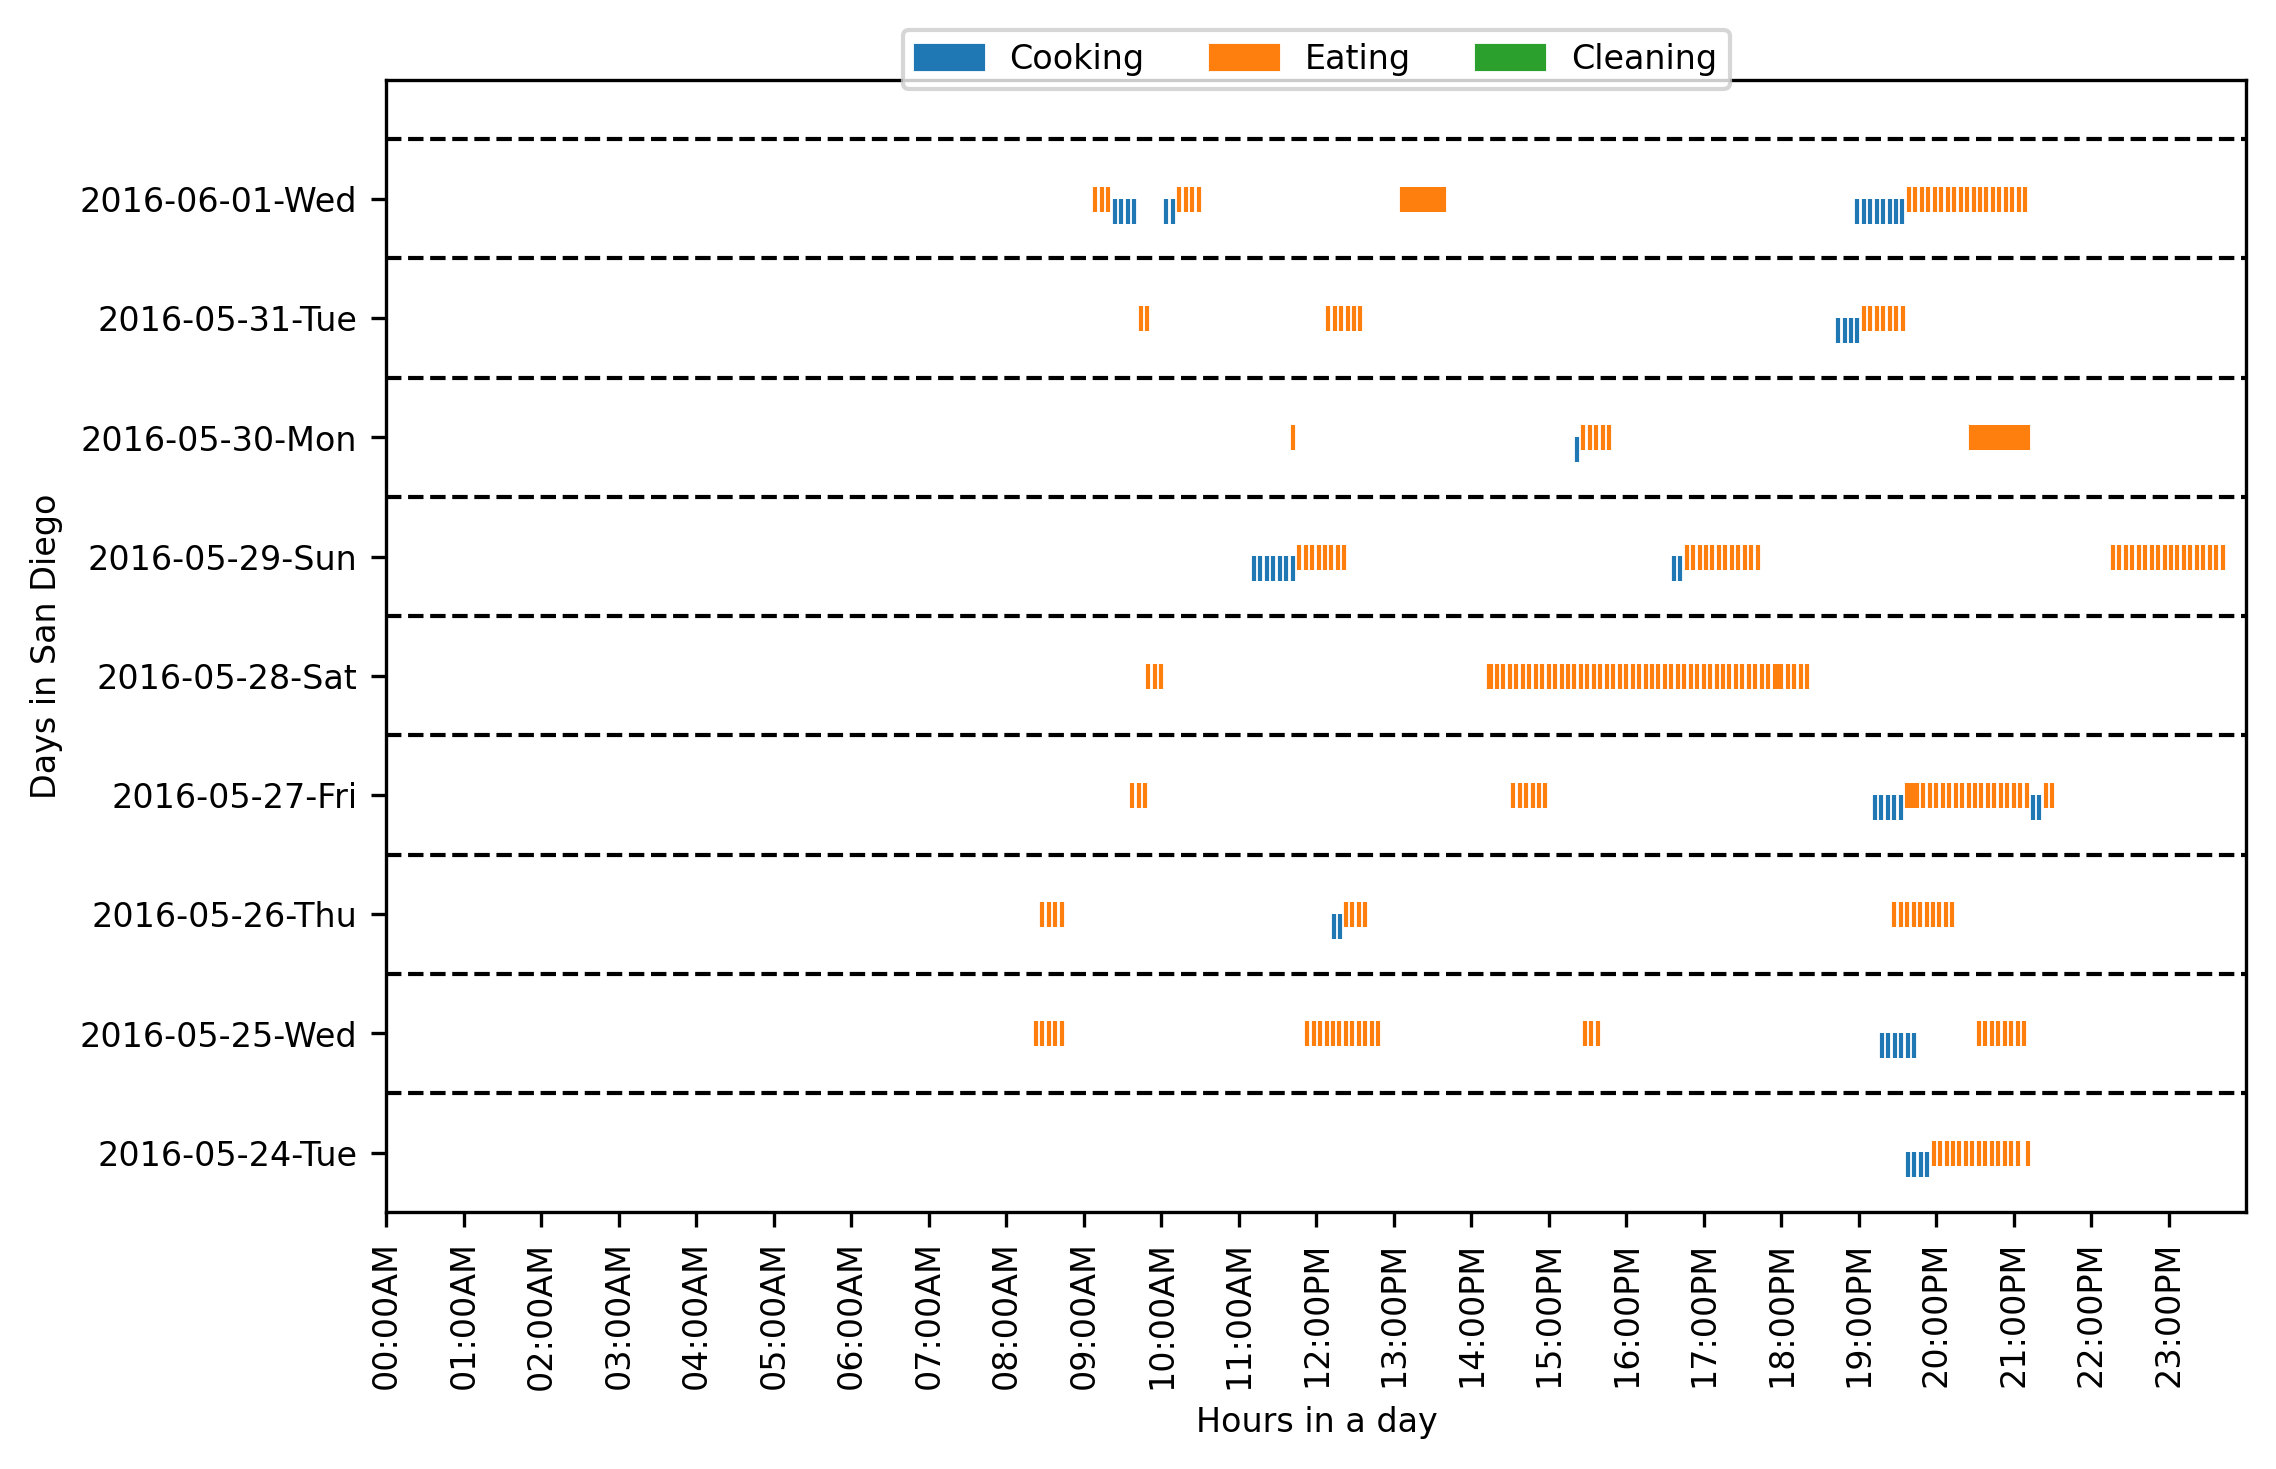 Cooking Eating Cleaning
2016-06-01-Wed
2016-05-31-Tue
2016-05-30-Mon
2016-05-29-Sun
2016-05-28-Sat
2016-05-27-Fri
2016-05-26-Thu
2016-05-25-Wed
2016-05-24-Tue
Days in San Diego
00:00AM
01:00AM
02:00AM
03:00AM
04:00AM
05:00AM
06:00AM
07:00AM
08:00AM
09:00AM
10:00AM
11:00AM
12:00PM
13:00PM
14:00PM
15:00PM
16:00PM
17:00PM
18:00PM
19:00PM
20:00PM
21:00PM
22:00PM
23:00PM
Hours in a day